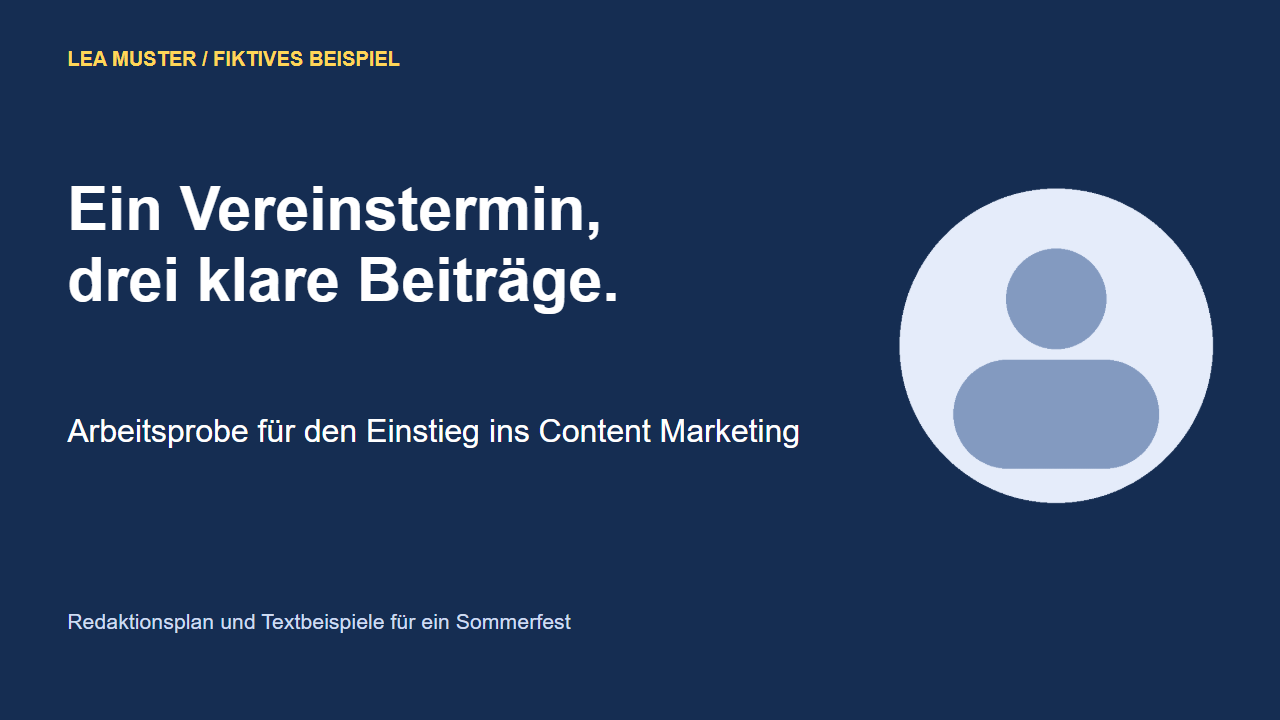 LEA MUSTER / FIKTIVES BEISPIEL
Ein Vereinstermin,
drei klare Beiträge.
Arbeitsprobe für den Einstieg ins Content Marketing
Redaktionsplan und Textbeispiele für ein Sommerfest